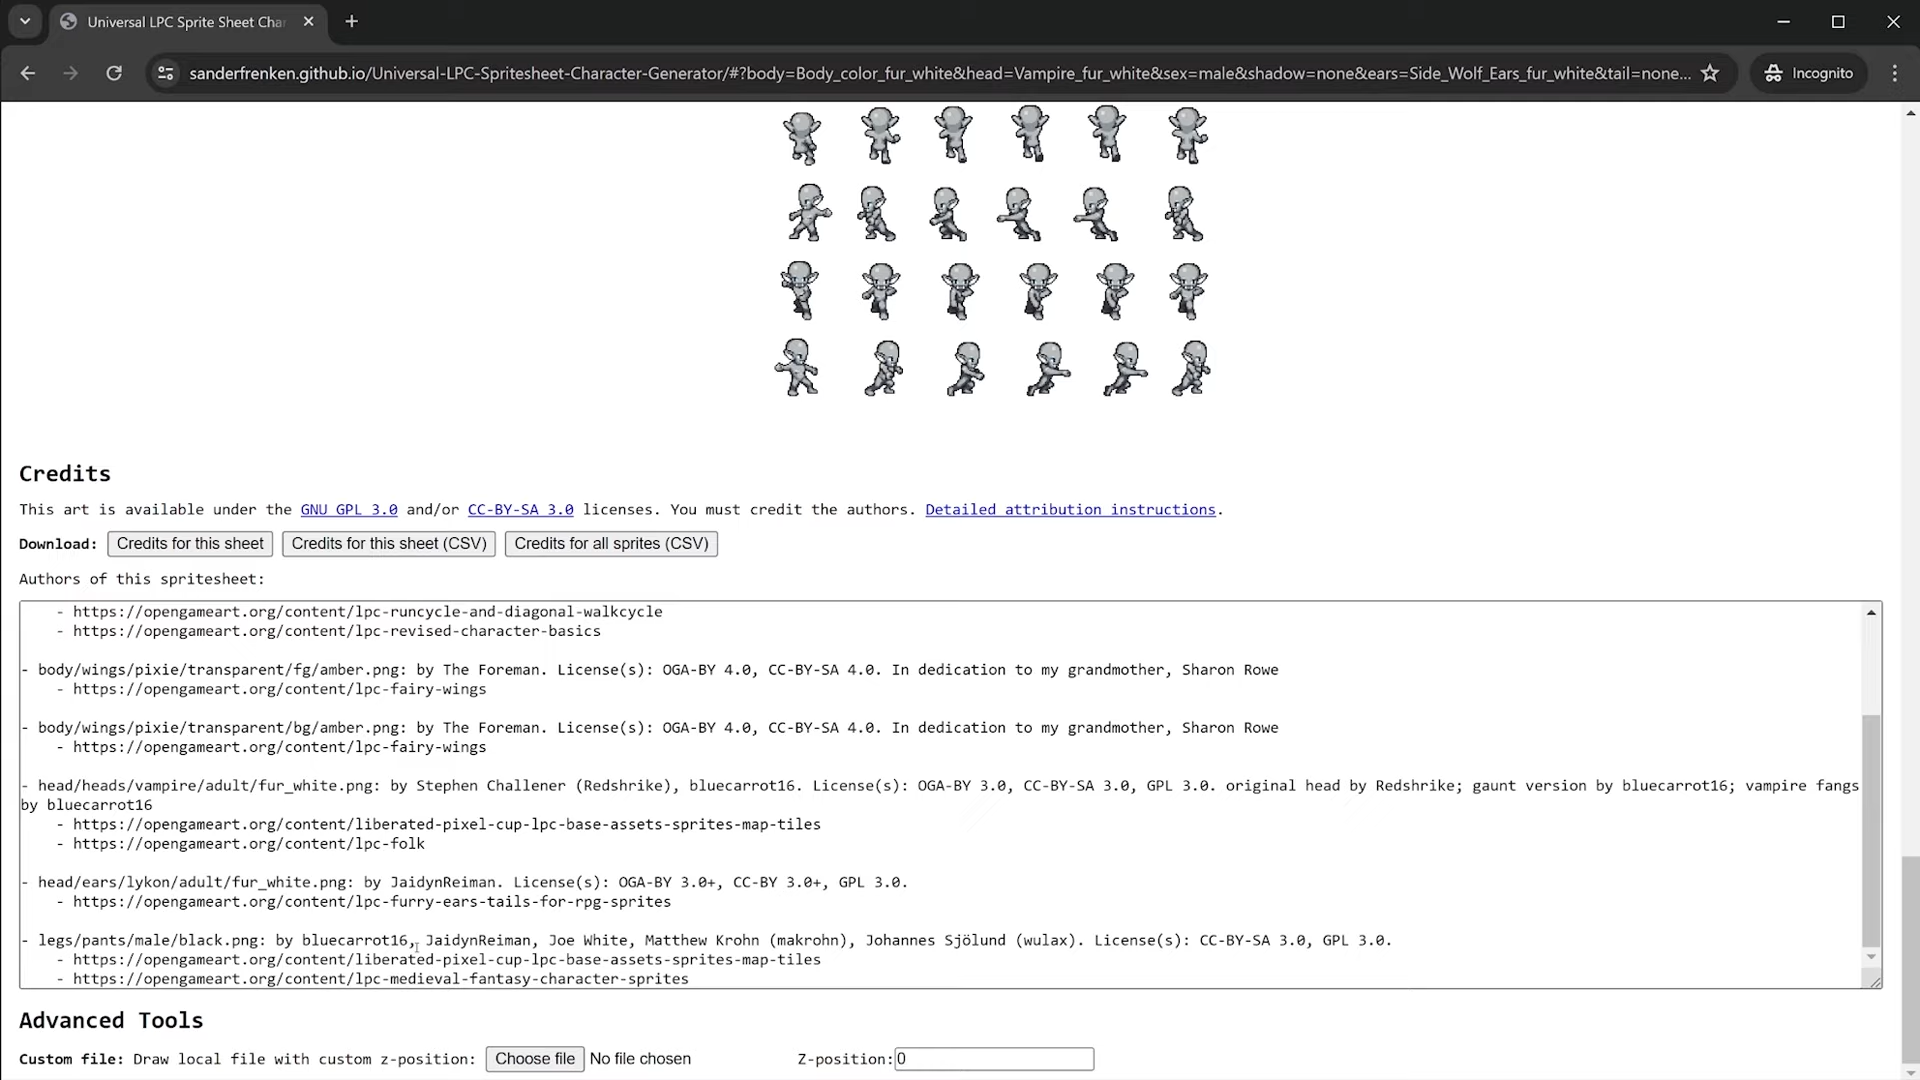 Universal LPC Sprite Sheet Cha
sanderfrenken.github.io/Universal-LPC-Spritesheet-Character-Generator/#?body=Body_color_fur_white&head=Vampire_fur_white&sex=male&shadow=none&ears=Side_Wolf_Ears_fur_white&tail=none...
Incognito
Credits
This art is available under the GNU GPL 3.0 and/or CC-BY-SA 3.0 licenses. You must credit the authors. Detailed attribution instructions.
Download: Credits for this sheet Credits for this sheet (CSV) Credits for all sprites (CSV)
Authors of this spritesheet:
- https://opengameart.org/content/lpc-runcycle-and-diagonal-walkcycle
- https://opengameart.org/content/lpc-revised-character-basics
- body/wings/pixie/transparent/fg/amber.png: by The Foreman. License(s): OGA-BY 4.0, CC-BY-SA 4.0. In dedication to my grandmother, Sharon Rowe
- https://opengameart.org/content/lpc-fairy-wings
- body/wings/pixie/transparent/bg/amber.png: by The Foreman. License(s): OGA-BY 4.0, CC-BY-SA 4.0. In dedication to my grandmother, Sharon Rowe
- https://opengameart.org/content/lpc-fairy-wings
- head/heads/vampire/adult/fur_white.png: by Stephen Challener (Redshrike), bluecarrot16. License(s): OGA-BY 3.0, CC-BY-SA 3.0, GPL 3.0. original head by Redshrike; gaunt version by bluecarrot16; vampire fangs
by bluecarrot16
- https://opengameart.org/content/liberated-pixel-cup-lpc-base-assets-sprites-map-tiles
- https://opengameart.org/content/lpc-folk
- head/ears/lykon/adult/fur_white.png: by JaidynReiman. License(s): OGA-BY 3.0+, CC-BY 3.0+, GPL 3.0.
- https://opengameart.org/content/lpc-furry-ears-tails-for-rpg-sprites
- legs/pants/male/black.png: by bluecarrot16, JaidynReiman, Joe White, Matthew Krohn (makrohn), Johannes Sjölund (wulax). License(s): CC-BY-SA 3.0, GPL 3.0.
- https://opengameart.org/content/liberated-pixel-cup-lpc-base-assets-sprites-map-tiles
- https://opengameart.org/content/lpc-medieval-fantasy-character-sprites
Advanced Tools
Custom file: Draw local file with custom z-position: Choose file No file chosen Z-position: 0